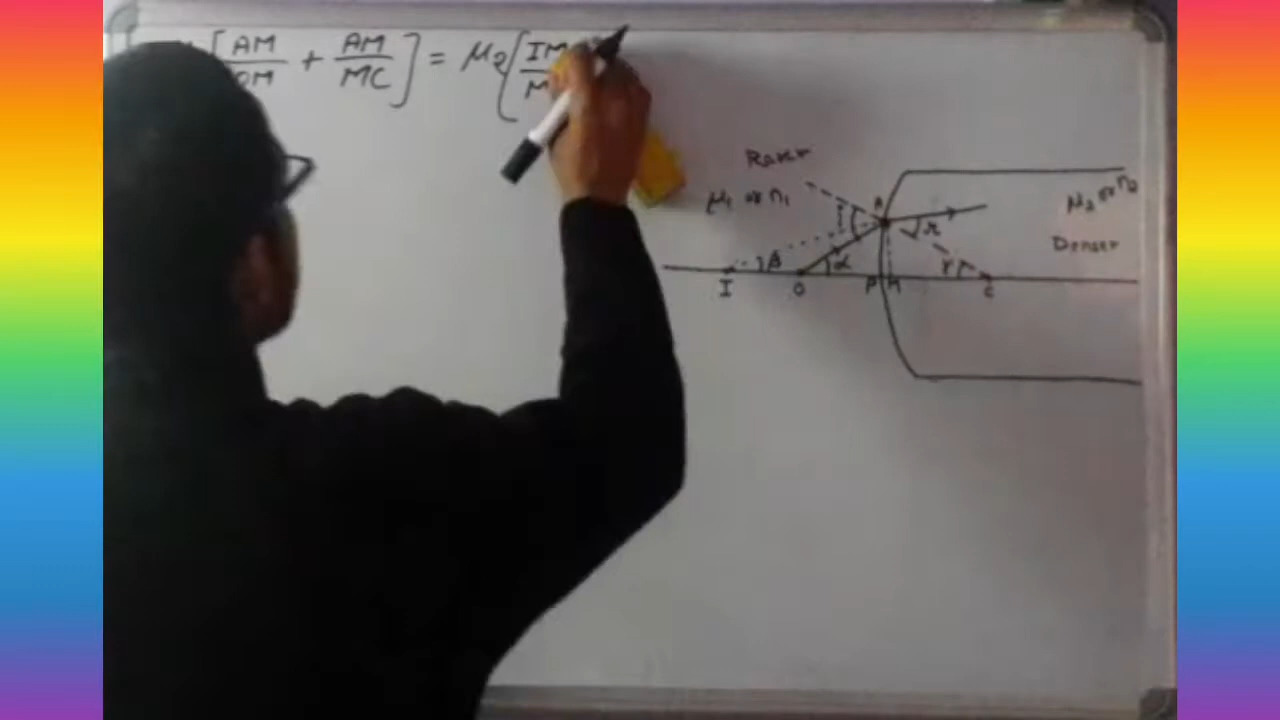 [AM/OM + AM/MC] = μ2 [IM/M
Rarer
μ1 or n1
A
μ2 or n2
i
r
Denser
β
α
γ
I
O
P M
C